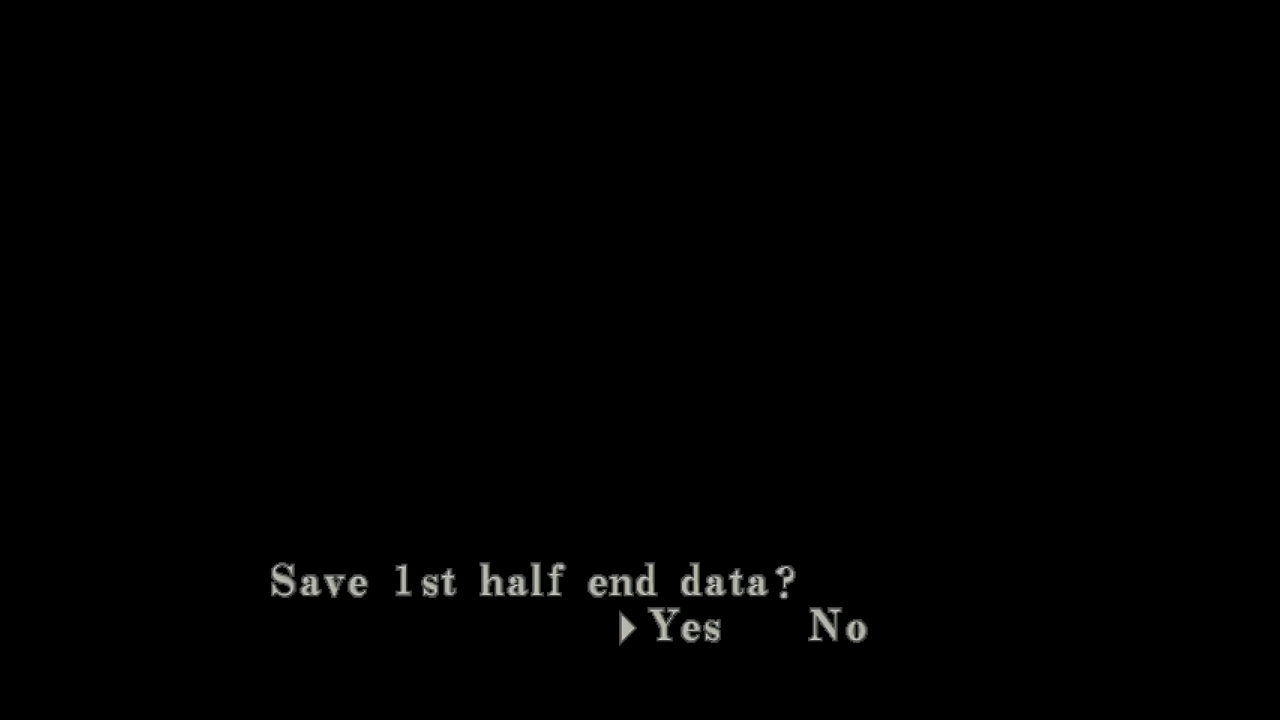 Save 1st half end data?
▶Yes No